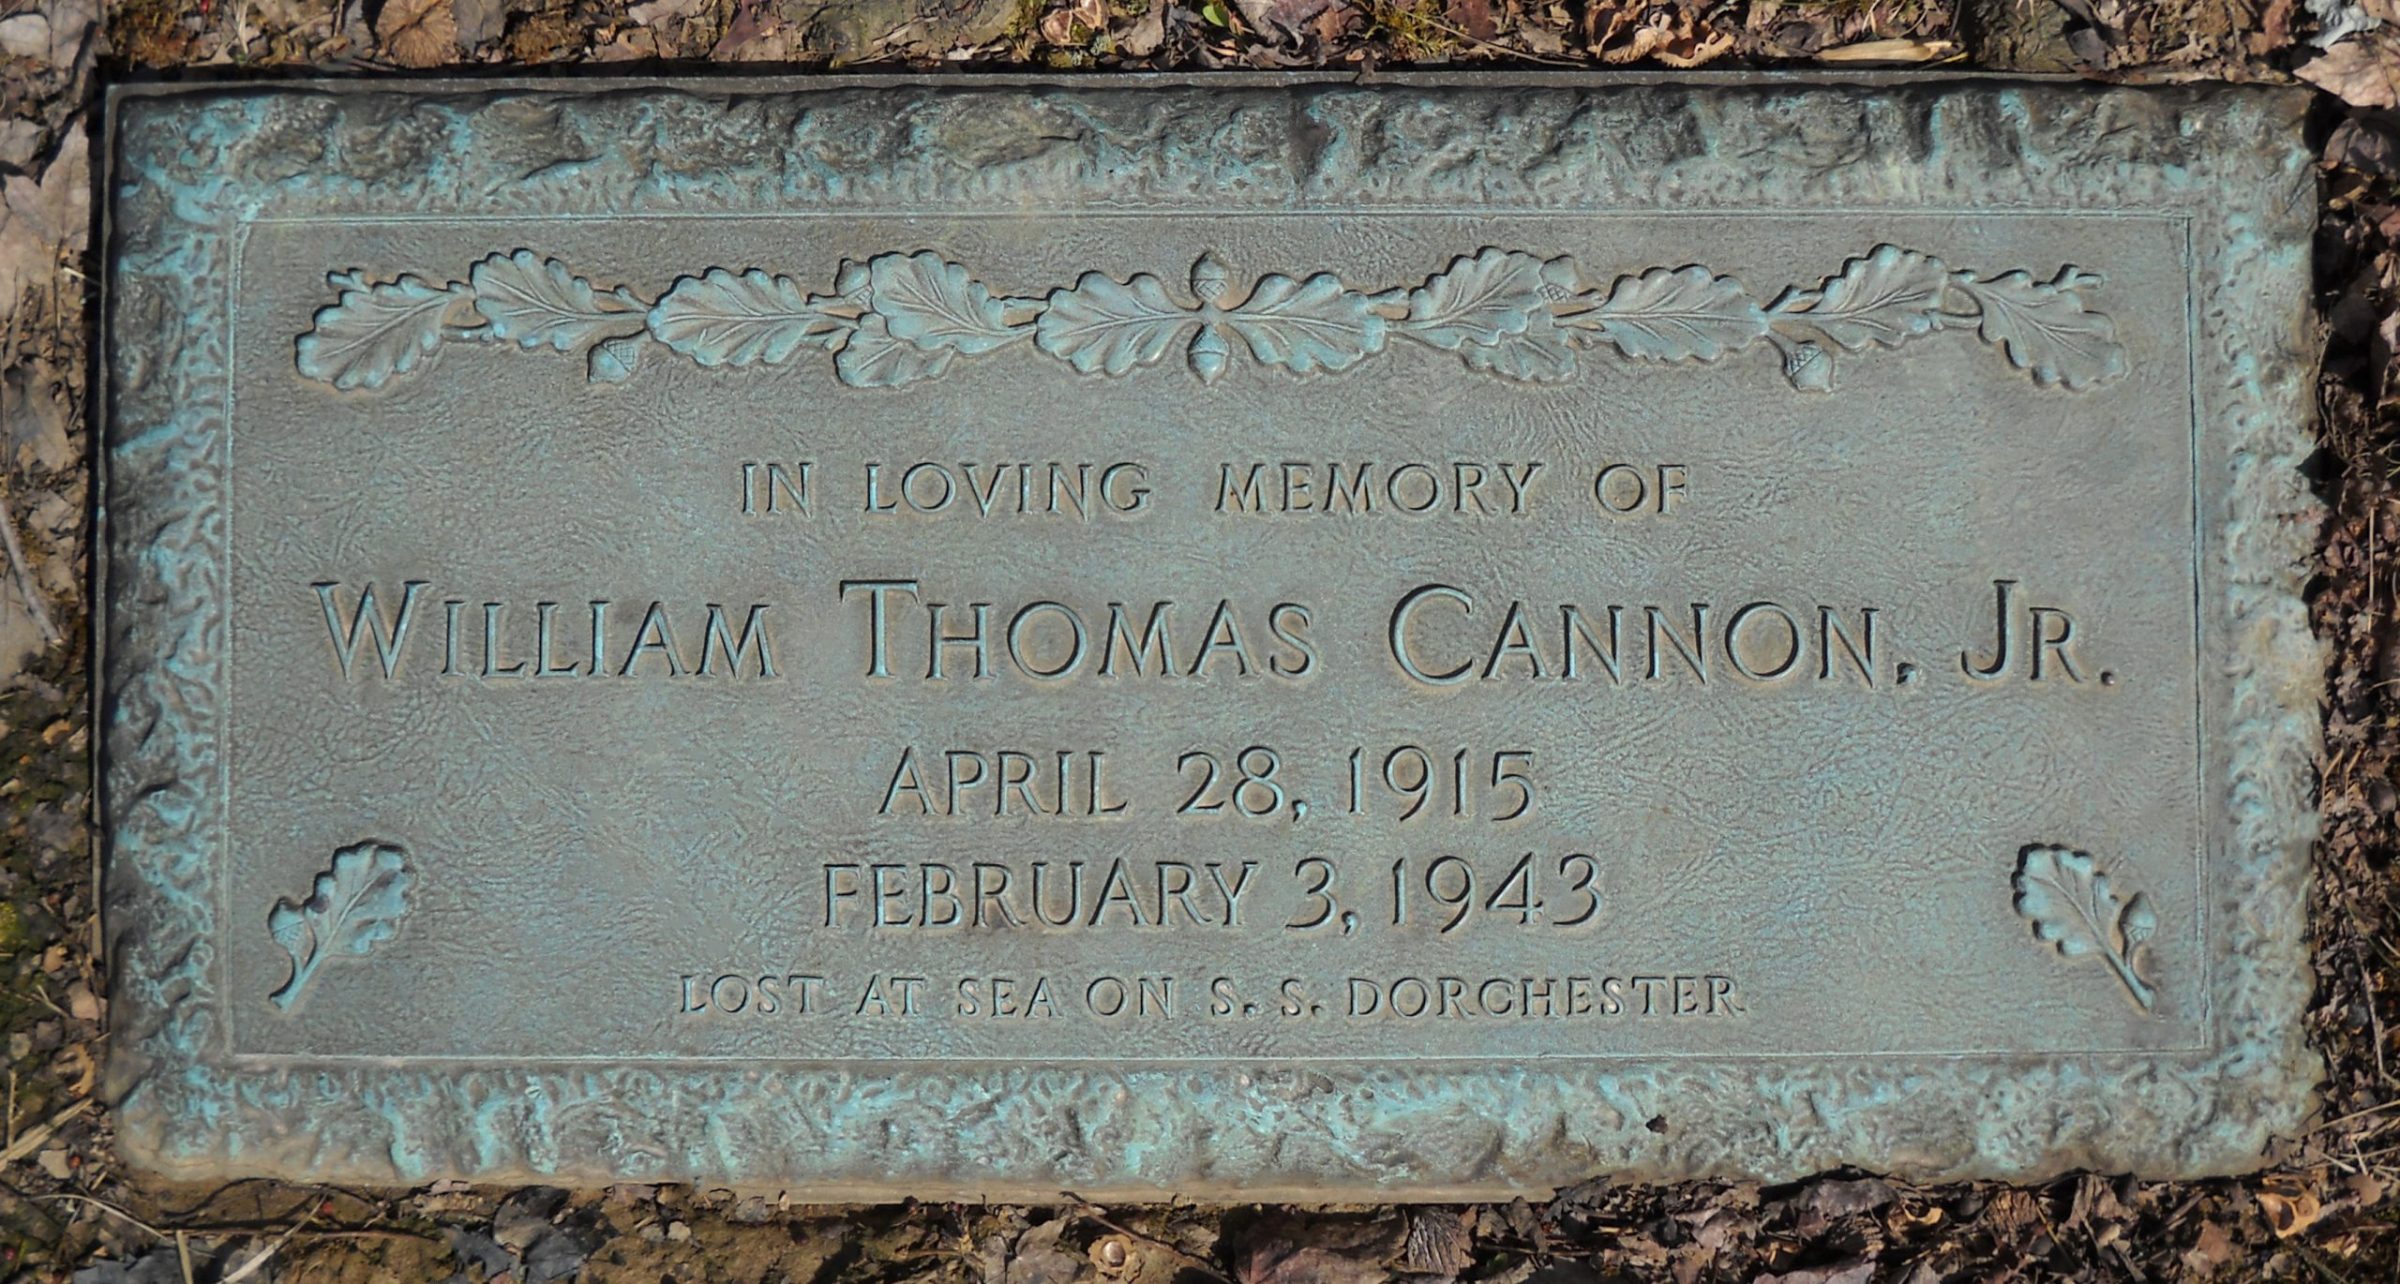 IN LOVING MEMORY OF
WILLIAM THOMAS CANNON, JR.
APRIL 28, 1915
FEBRUARY 3, 1943
LOST AT SEA ON S. S. DORCHESTER